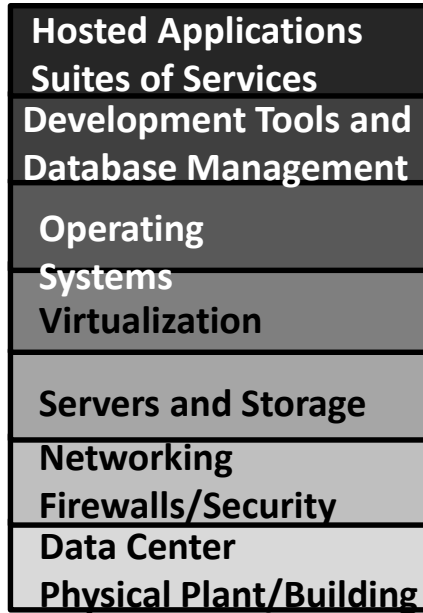 Hosted Applications
Suites of Services
Development Tools and
Database Management
Operating
Systems
Virtualization
Servers and Storage
Networking
Firewalls/Security
Data Center
Physical Plant/Building